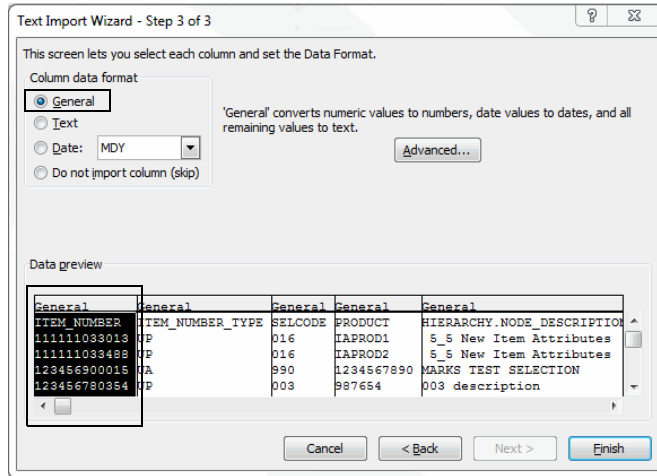 Text Import Wizard - Step 3 of 3
This screen lets you select each column and set the Data Format.
Column data format
General
Text
Date: MDY
Do not import column (skip)
'General' converts numeric values to numbers, date values to dates, and all
remaining values to text.
Advanced...
Data preview
General General General General General
ITEM_NUMBER ITEM_NUMBER_TYPE SELCODE PRODUCT HIERARCHY.NODE_DESCRIPTION
111111033013 UP 016 IAPROD1 5_5 New Item Attributes
111111033488 UP 016 IAPROD2 5_5 New Item Attributes
123456900015 UA 990 1234567890 MARKS TEST SELECTION
123456780354 UP 003 987654 003 description
Cancel < Back Next > Finish